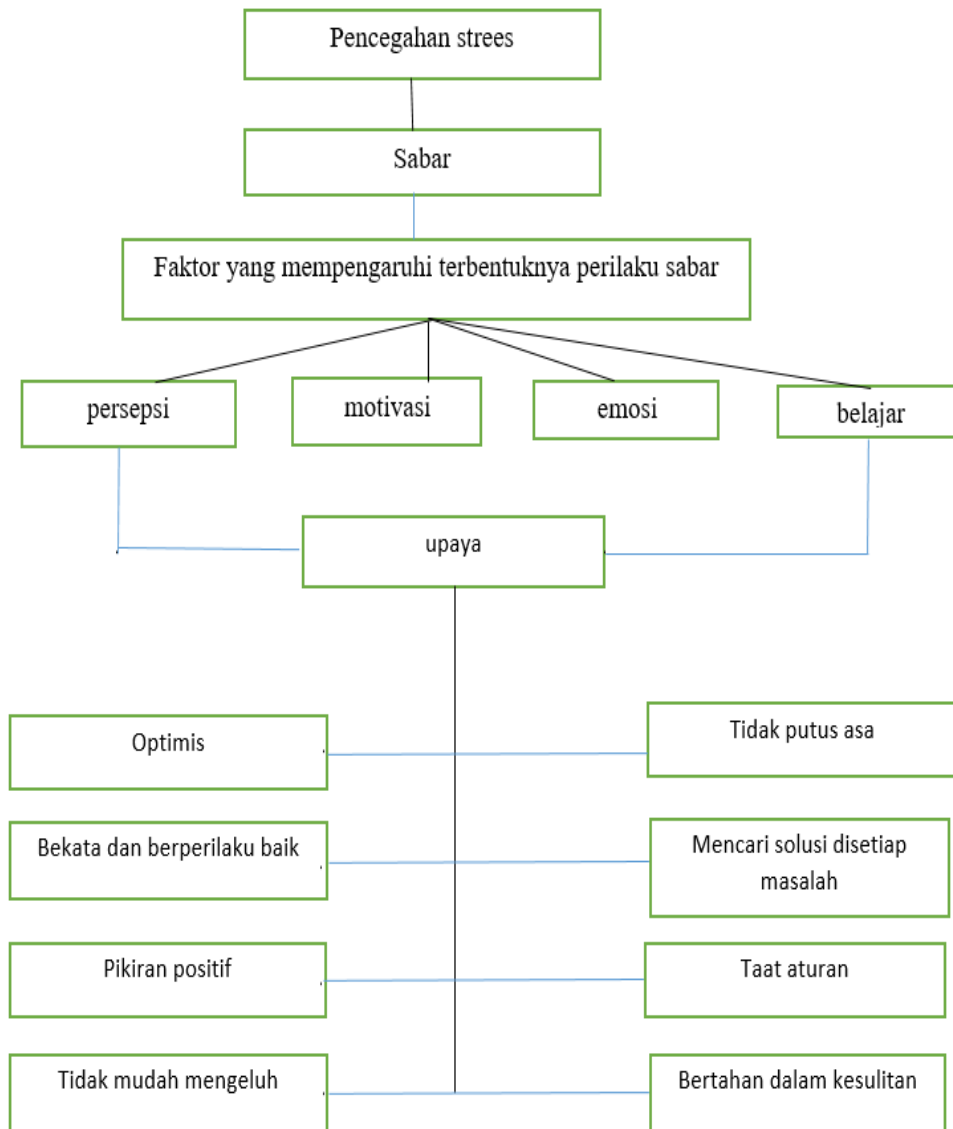 Pencegahan strees
Sabar
Faktor yang mempengaruhi terbentuknya perilaku sabar
persepsi
motivasi
emosi
belajar
upaya
Optimis
Tidak putus asa
Bekata dan berperilaku baik
Mencari solusi disetiap
masalah
Pikiran positif
Taat aturan
Tidak mudah mengeluh
Bertahan dalam kesulitan